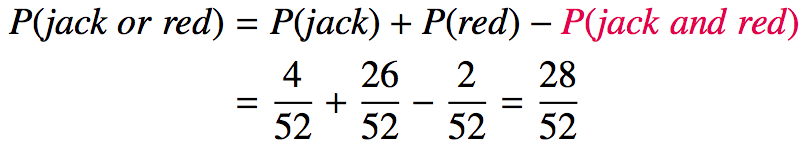 P(jack or red) = P(jack) + P(red) − P(jack and red)
= 4/52 + 26/52 − 2/52 = 28/52